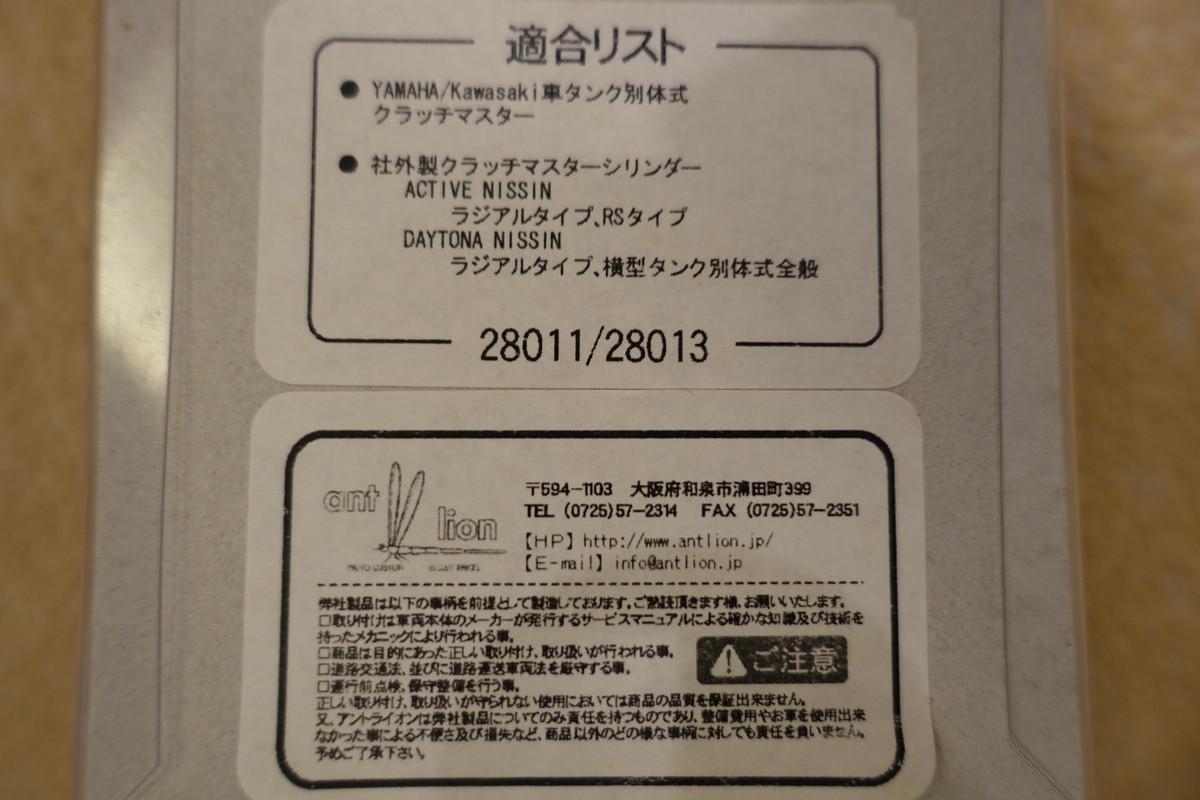 適合リスト
● YAMAHA/Kawasaki車タンク別体式
クラッチマスター
● 社外製クラッチマスターシリンダー
ACTIVE NISSIN
ラジアルタイプ、RSタイプ
DAYTONA NISSIN
ラジアルタイプ、横型タンク別体式全般
28011/28013
ant lion
〒594-1103 大阪府和泉市浦田町399
TEL (0725)57-2314 FAX (0725)57-2351
【HP】http://www.antlion.jp/
【E-mail】info@antlion.jp
弊社製品は以下の事柄を前提として製造しております。ご熟読頂きます様、お願いいたします。
□取り付けは車両本体のメーカーが発行するサービスマニュアルによる確かな知識及び技術を
持ったメカニックにより行われる事。
□商品は目的にあった正しい取り付け、取り扱いが行われる事。
□道路交通法、並びに道路運送車両法を厳守する事。
ご注意
□運行前点検、保守整備を行う事。
正しい取り付け、取り扱いが守られない使用においては商品の品質を保証出来ません。
又、アントライオンは弊社製品についてのみ責任を持つものであり、整備費用やお車を使用出来
なかった事による不便さ及び損失など、商品以外のどの様な事柄に対しても責任を負いません。
予めご了承下さい。